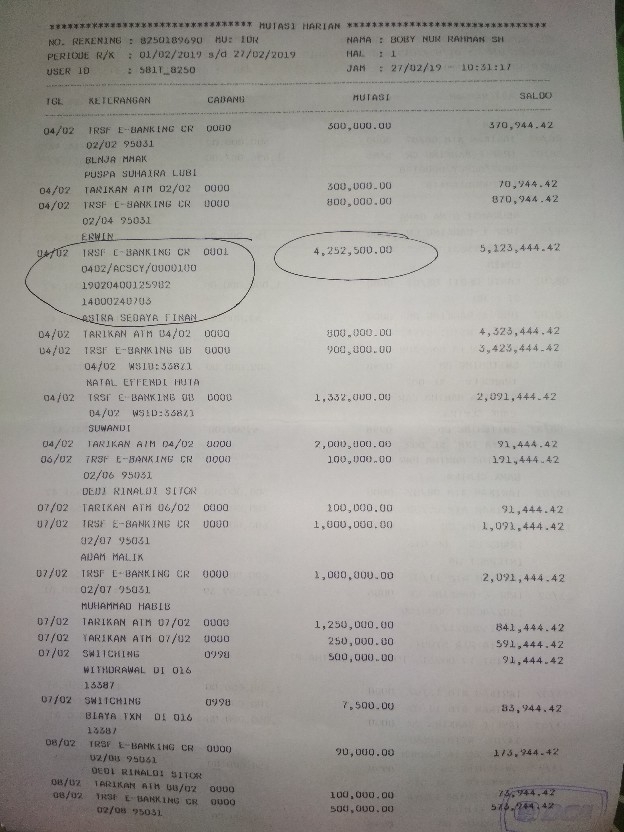 ******************************** MUTASI HARIAN ********************************
NO. REKENING : 8250189690 MU: IDR NAMA : BOBY NUR RAHMAN SH
PERIODE R/K : 01/02/2019 s/d 27/02/2019 HAL : 1
USER ID : 581T_8250 JAM : 27/02/19 - 10:31:17
TGL KETERANGAN CABANG MUTASI SALDO
04/02 TRSF E-BANKING CR 0000 300,000.00 370,944.42
02/02 95031
BENJA MMAK
PUSPA SUHAIRA LUBI
04/02 TARIKAN ATM 02/02 0000 300,000.00 70,944.42
04/02 TRSF E-BANKING CR 0000 800,000.00 870,944.42
02/04 95031
ERWIN
04/02 TRSF E-BANKING CR 0001 4,252,500.00 5,123,444.42
0402/ACSCY/0000100
19020400125902
14000240703
ASTRA SEDAYA FINAN
04/02 TARIKAN ATM 04/02 0000 800,000.00 4,323,444.42
04/02 TRSF E-BANKING DB 0000 900,000.00 3,423,444.42
04/02 WSID:33821
NATAL EFFENDI HUTA
04/02 TRSF E-BANKING DB 0000 1,332,000.00 2,091,444.42
04/02 WSID:33821
SUWANDI
04/02 TARIKAN ATM 04/02 0000 2,000,000.00 91,444.42
06/02 TRSF E-BANKING CR 0000 100,000.00 191,444.42
02/06 95031
DEDI RINALDI SITOR
07/02 TARIKAN ATM 06/02 0000 100,000.00 91,444.42
07/02 TRSF E-BANKING CR 0000 1,000,000.00 1,091,444.42
02/07 95031
ADAM MALIK
07/02 TRSF E-BANKING CR 0000 1,000,000.00 2,091,444.42
02/07 95031
MUHAMMAD HABIB
07/02 TARIKAN ATM 07/02 0000 1,250,000.00 841,444.42
07/02 TARIKAN ATM 07/02 0000 250,000.00 591,444.42
07/02 SWITCHING 0998 500,000.00 91,444.42
WITHDRAWAL DI 016
13387
07/02 SWITCHING 0998 7,500.00 83,944.42
BIAYA TXN DI 016
13387
08/02 TRSF E-BANKING CR 0000 90,000.00 173,944.42
02/08 95031
DEDI RINALDI SITOR
08/02 TARIKAN ATM 08/02 0000 100,000.00 73,944.42
08/02 TRSF E-BANKING CR 0000 500,000.00 573,944.42
02/08 95031